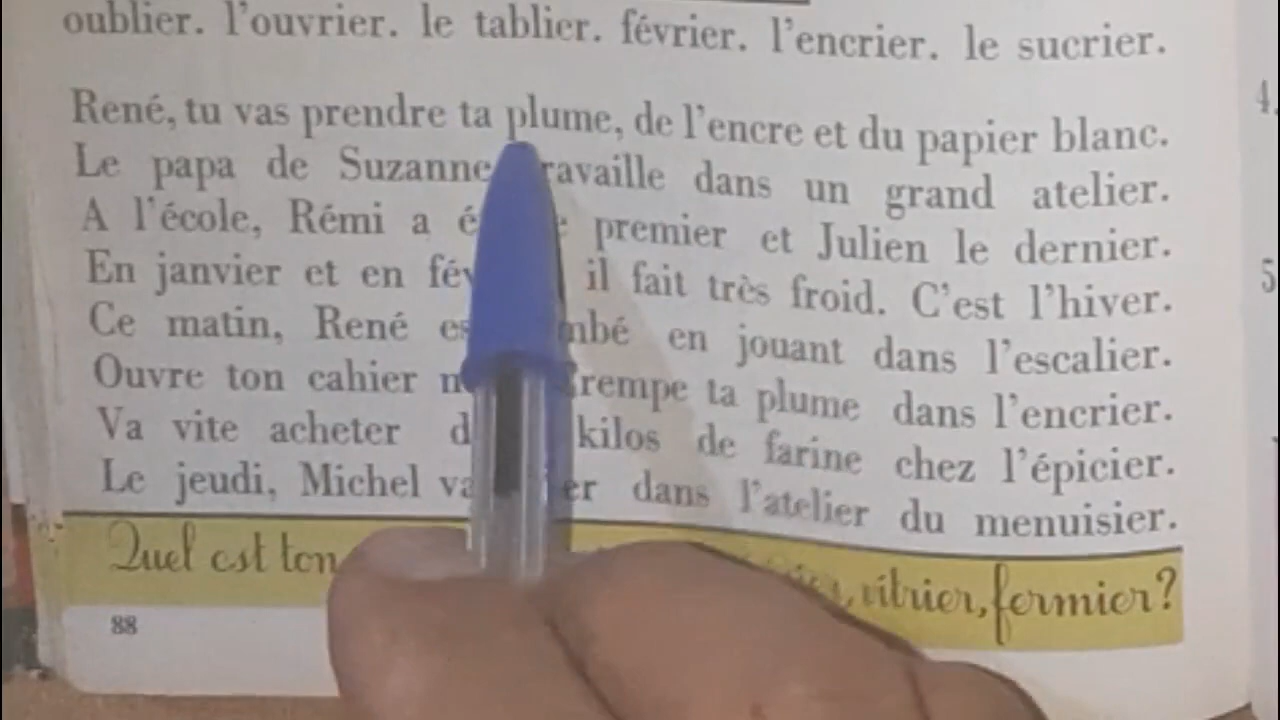 oublier. l'ouvrier. le tablier. février. l'encrier. le sucrier.
René, tu vas prendre ta plume, de l'encre et du papier blanc.
Le papa de Suzanne travaille dans un grand atelier.
A l'école, Rémi a premier et Julien le dernier.
En janvier et en il fait très froid. C'est l'hiver.
Ce matin, René en jouant dans l'escalier.
Ouvre ton cahier Trempe ta plume dans l'encrier.
Va vite acheter kilos de farine chez l'épicier.
Le jeudi, Michel va dans l'atelier du menuisier.
Quel est ton vitrier, fermier?
88
4.
5